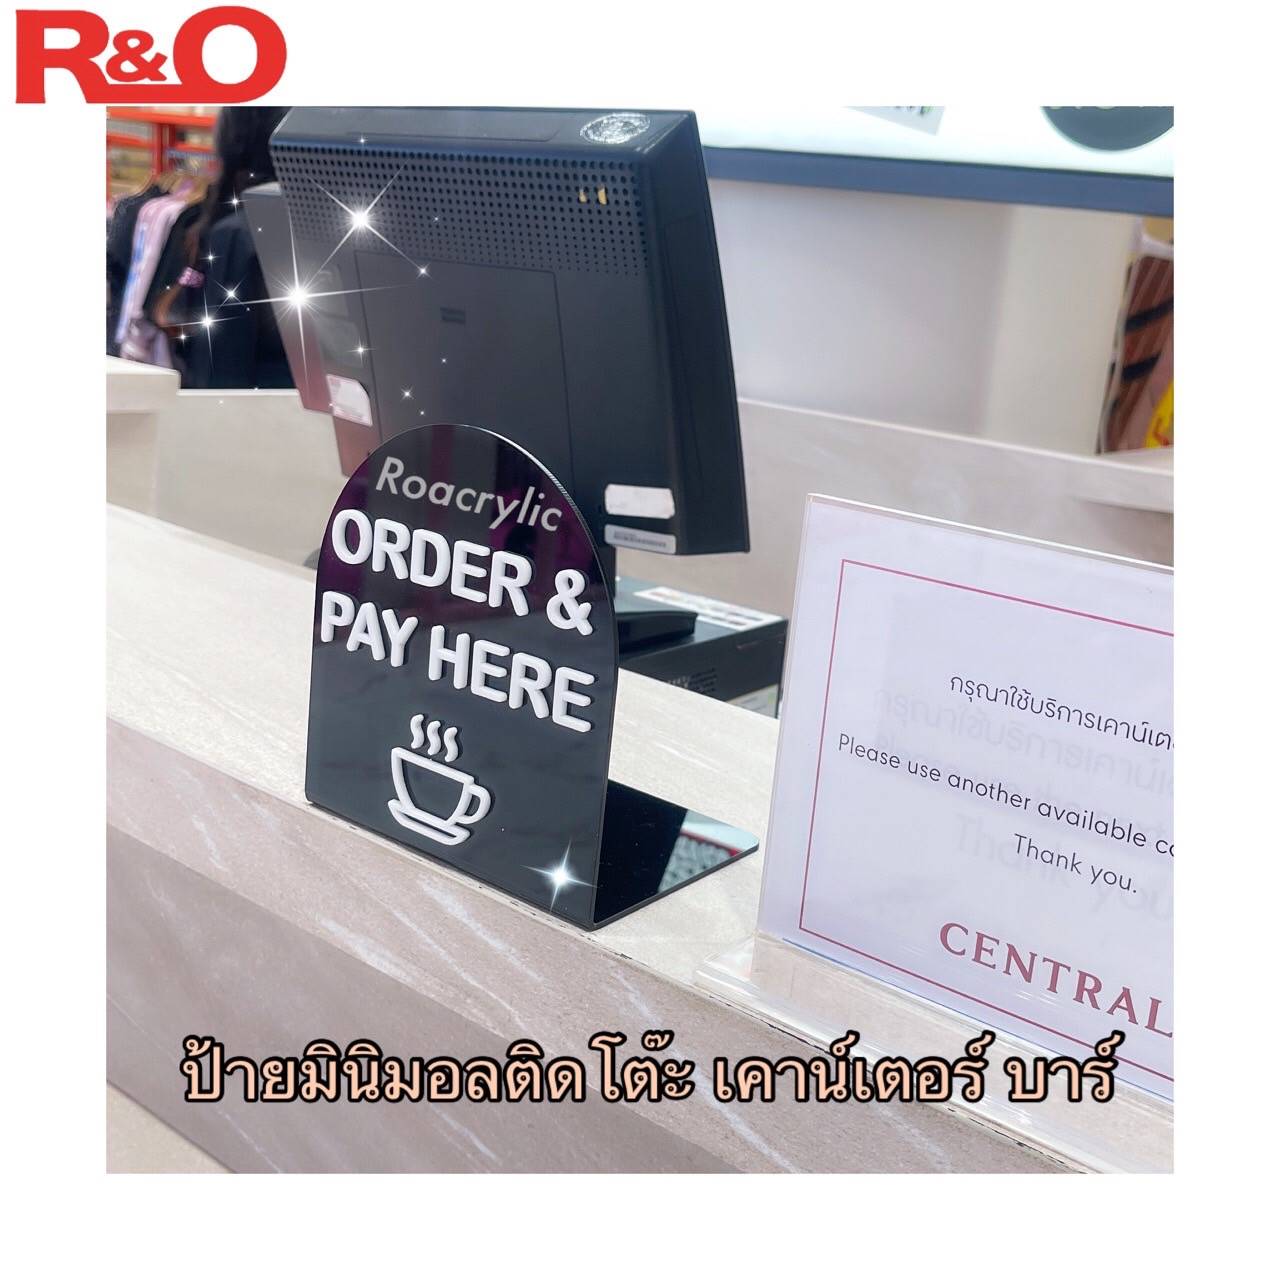 R&O
Roacrylic
ORDER &
PAY HERE
กรุณาใช้บริการเคาน์เต
Please use another available
Thank you.
CENTRAL
ป้ายมินิมอลติดโต๊ะ เคาน์เตอร์ บาร์